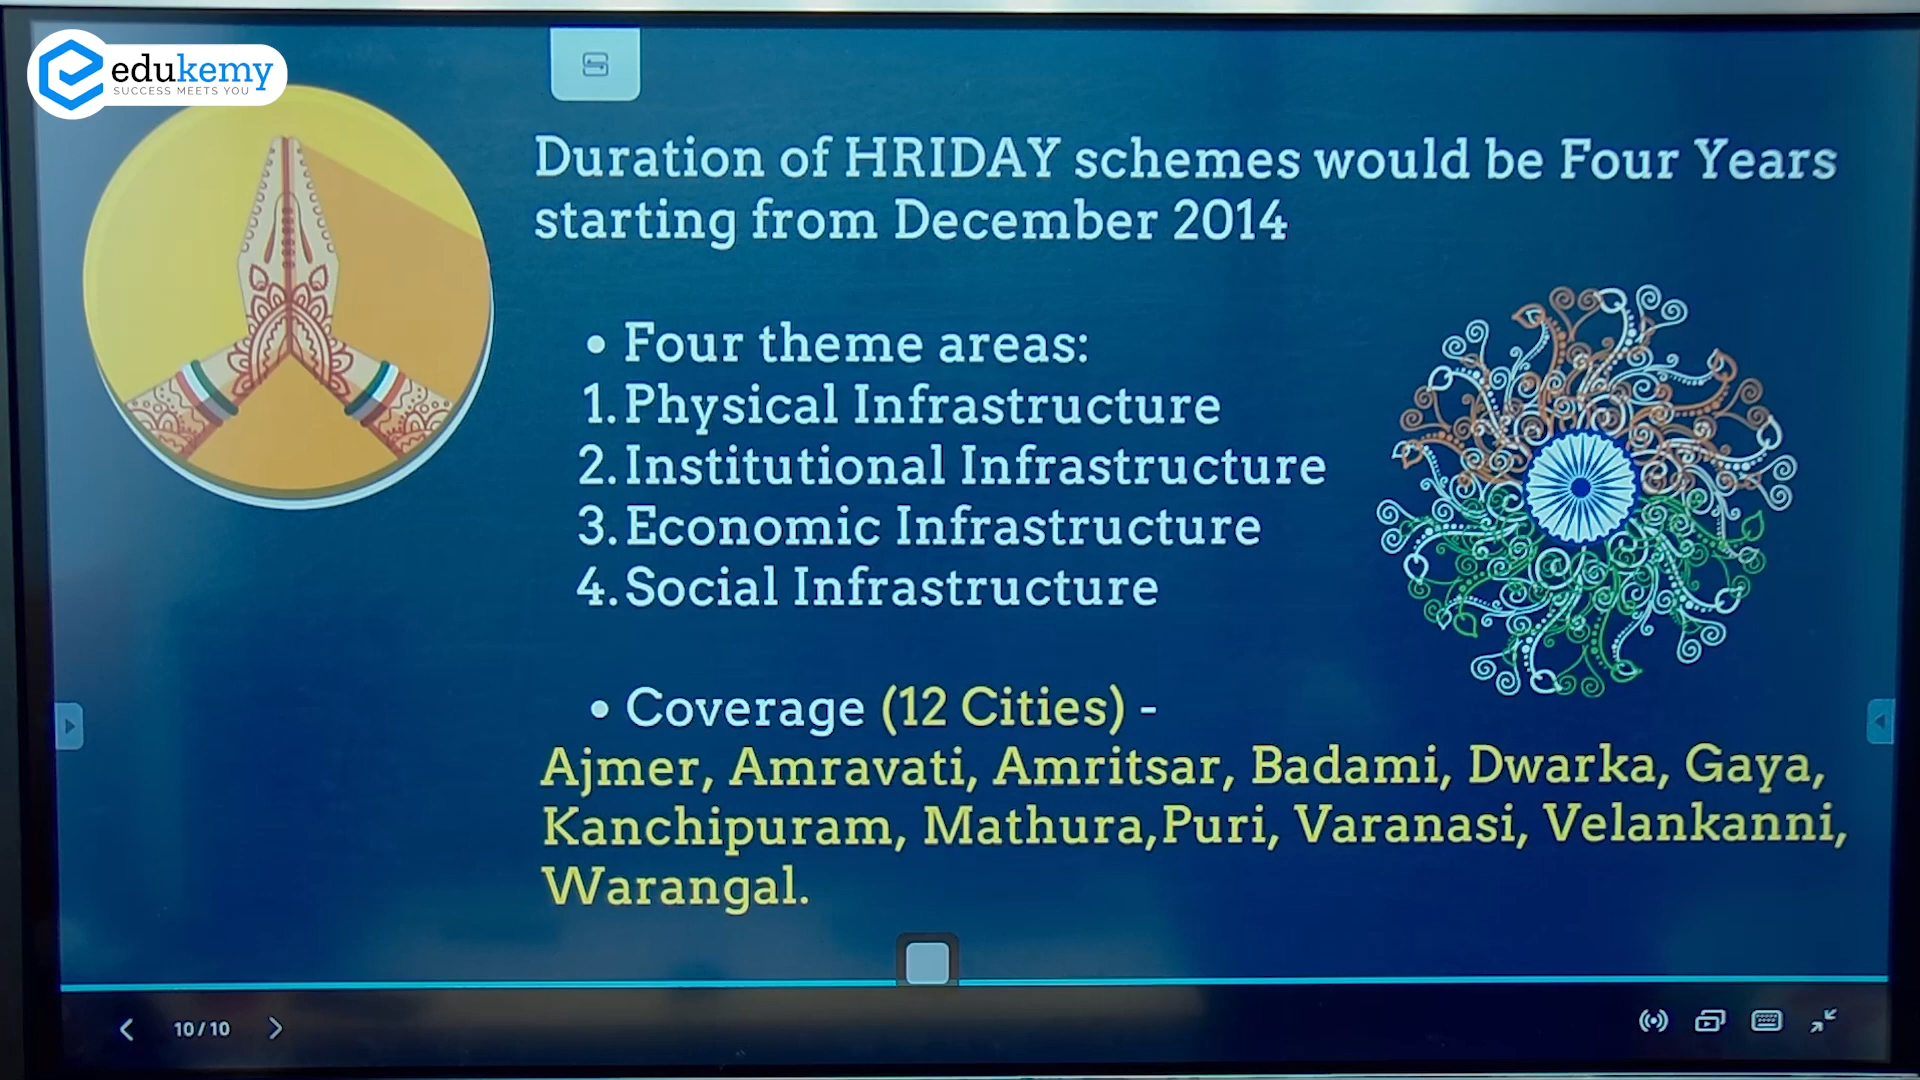 edukemy
SUCCESS MEETS YOU
Duration of HRIDAY schemes would be Four Years
starting from December 2014
• Four theme areas:
1. Physical Infrastructure
2. Institutional Infrastructure
3. Economic Infrastructure
4. Social Infrastructure
• Coverage (12 Cities) -
Ajmer, Amravati, Amritsar, Badami, Dwarka, Gaya,
Kanchipuram, Mathura,Puri, Varanasi, Velankanni,
Warangal.
10/10